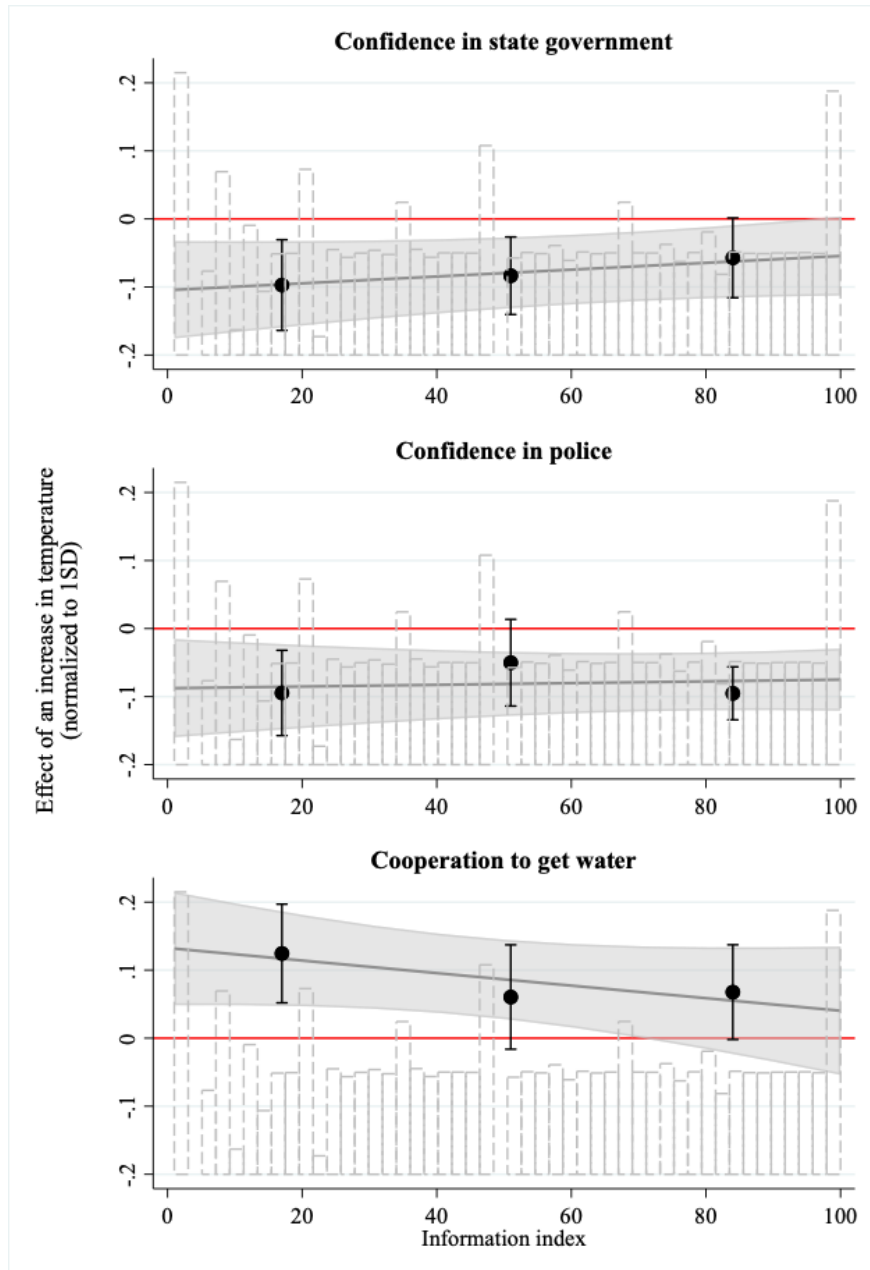 Confidence in state government
.2
.1
0
-.1
-.2
0 20 40 60 80 100
Confidence in police
.2
.1
0
-.1
-.2
0 20 40 60 80 100
Effect of an increase in temperature
(normalized to 1SD)
Cooperation to get water
.2
.1
0
-.1
-.2
0 20 40 60 80 100
Information index